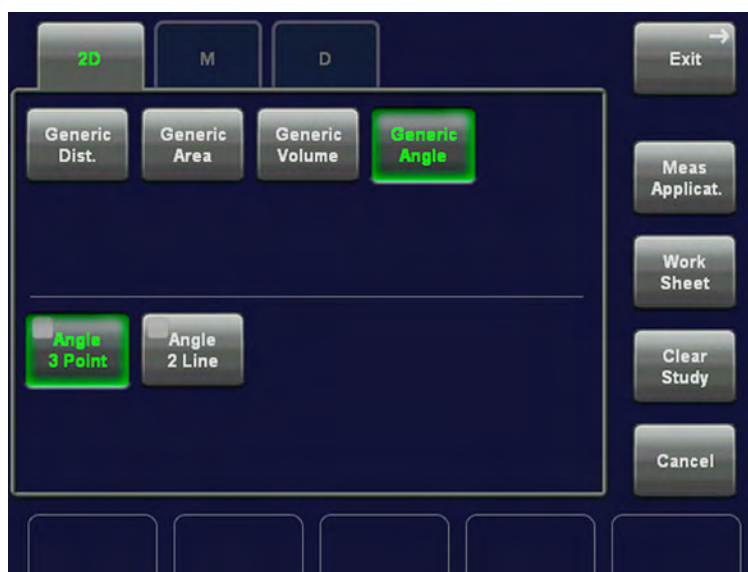 2D
M
D
Exit
Generic
Dist.
Generic
Area
Generic
Volume
Generic
Angle
Meas
Applicat.
Work
Sheet
Angle
3 Point
Angle
2 Line
Clear
Study
Cancel